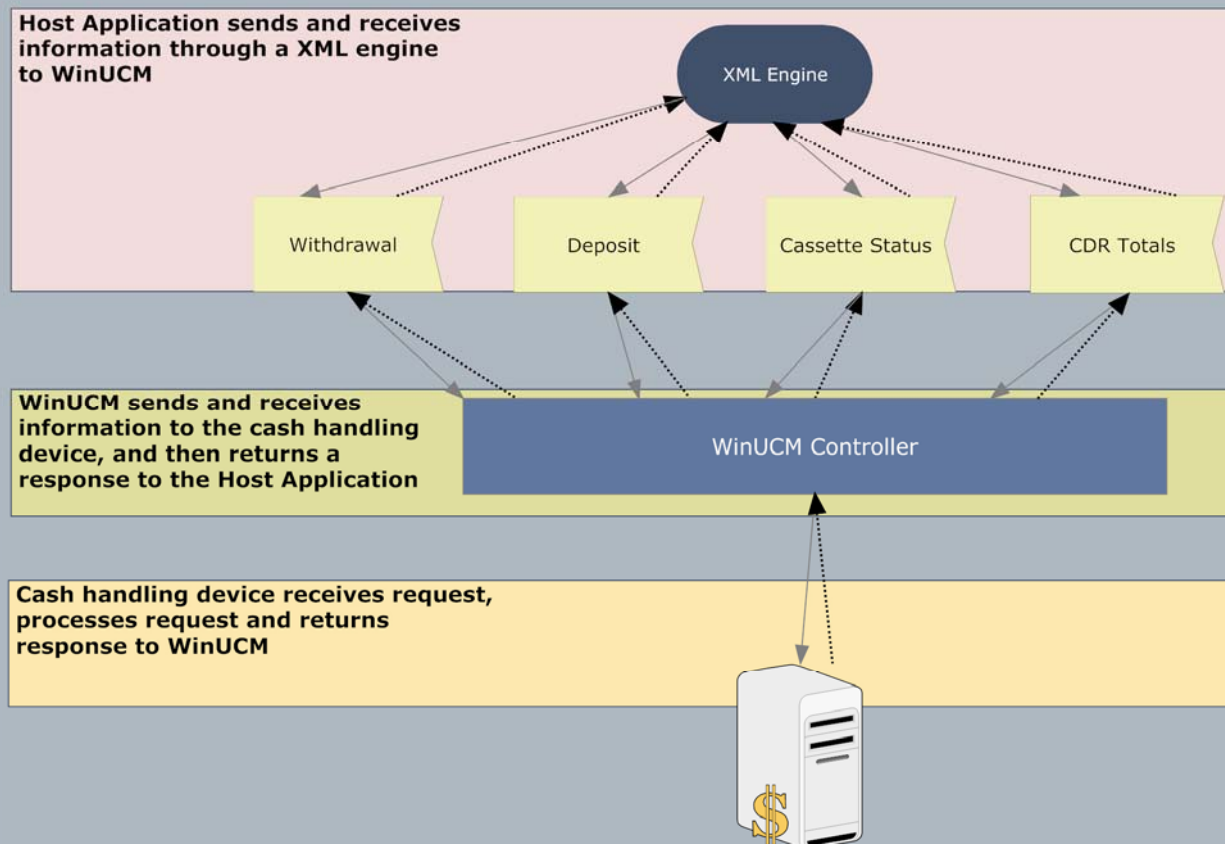 Host Application sends and receives
information through a XML engine
to WinUCM
XML Engine
Withdrawal
Deposit
Cassette Status
CDR Totals
WinUCM sends and receives
information to the cash handling
device, and then returns a
response to the Host Application
WinUCM Controller
Cash handling device receives request,
processes request and returns
response to WinUCM
$